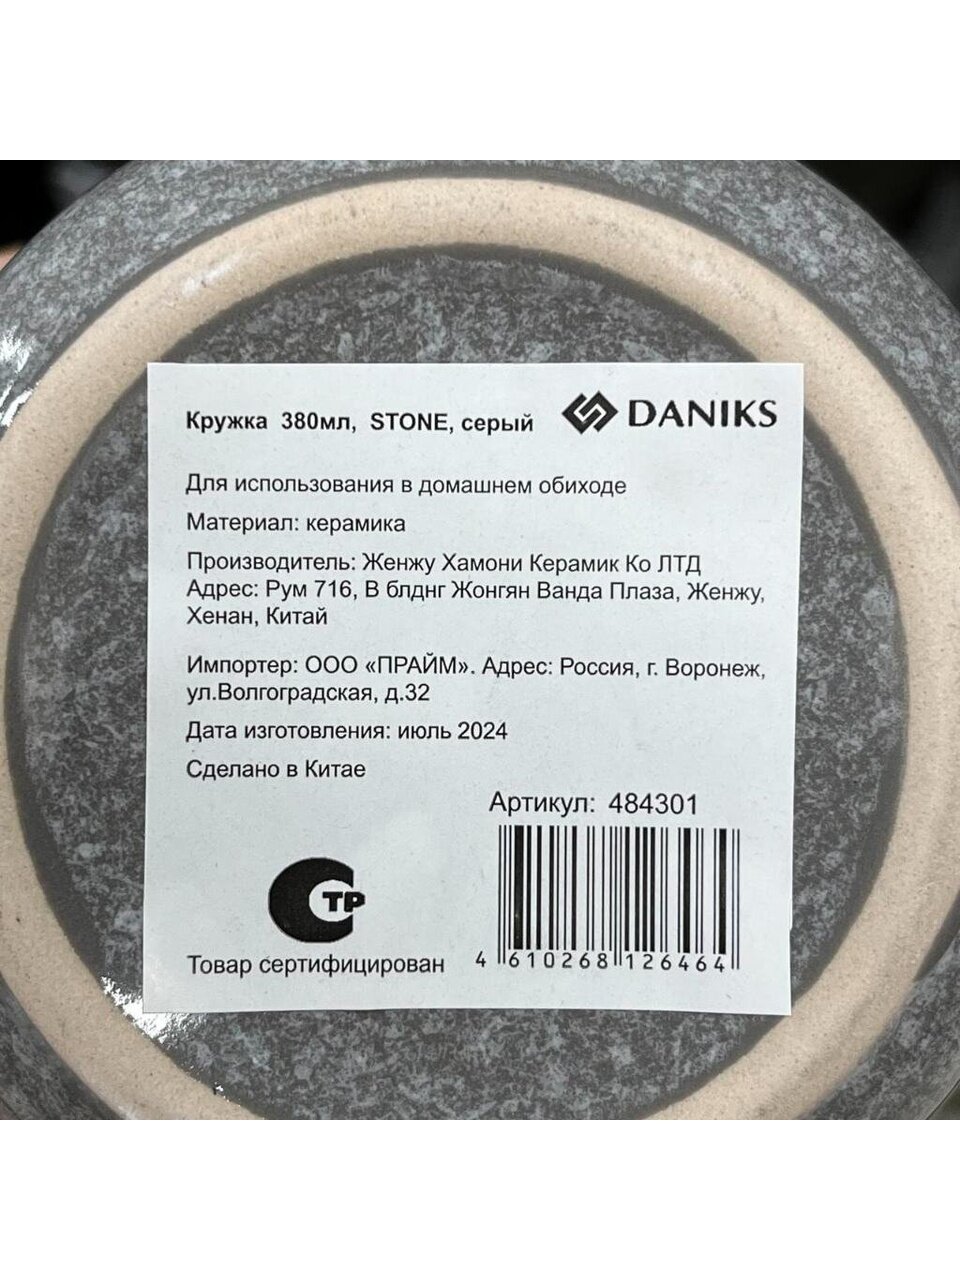 Кружка 380мл, STONE, серый
DANIKS
Для использования в домашнем обиходе
Материал: керамика
Производитель: Женжу Хамони Керамик Ко ЛТД
Адрес: Рум 716, В блднг Жонгян Ванда Плаза, Женжу,
Хенан, Китай
Импортер: ООО «ПРАЙМ». Адрес: Россия, г. Воронеж,
ул.Волгоградская, д.32
Дата изготовления: июль 2024
Сделано в Китае
Артикул: 484301
СТР
Товар сертифицирован
4 610268 126464